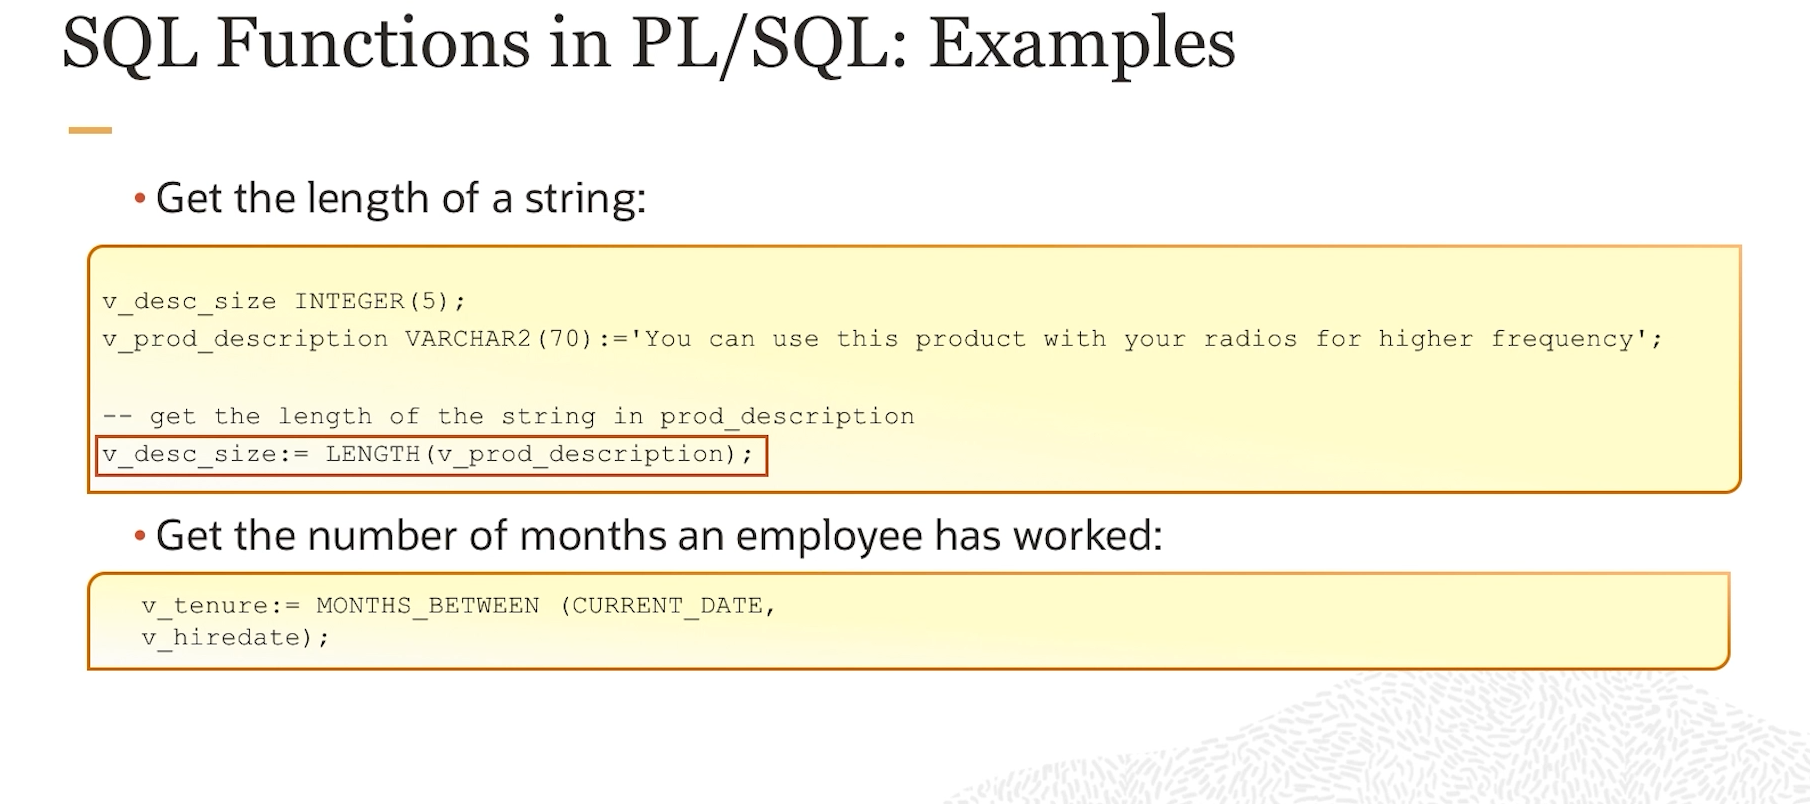 SQL Functions in PL/SQL: Examples
• Get the length of a string:
v_desc_size INTEGER(5);
v_prod_description VARCHAR2(70):='You can use this product with your radios for higher frequency';
-- get the length of the string in prod_description
v_desc_size:= LENGTH(v_prod_description);
• Get the number of months an employee has worked:
v_tenure:= MONTHS_BETWEEN (CURRENT_DATE,
v_hiredate);